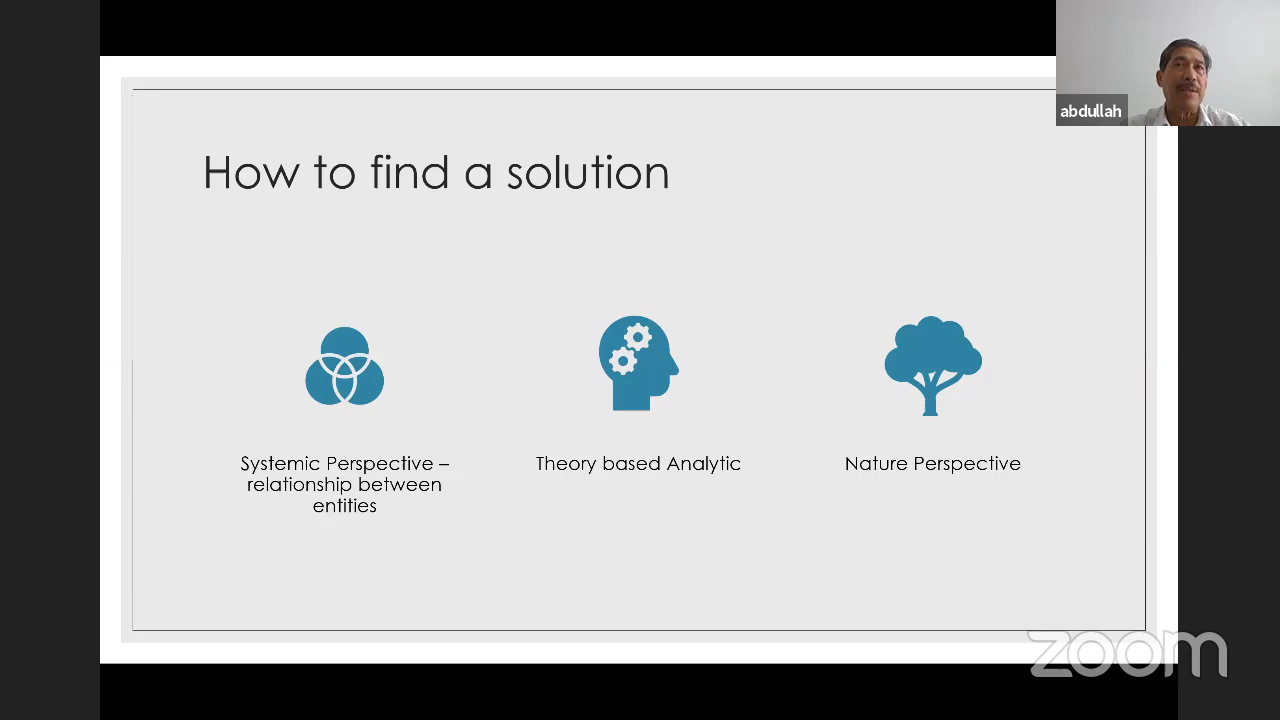 abdullah
How to find a solution
Systemic Perspective –
relationship between
entities
Theory based Analytic
Nature Perspective
zoom